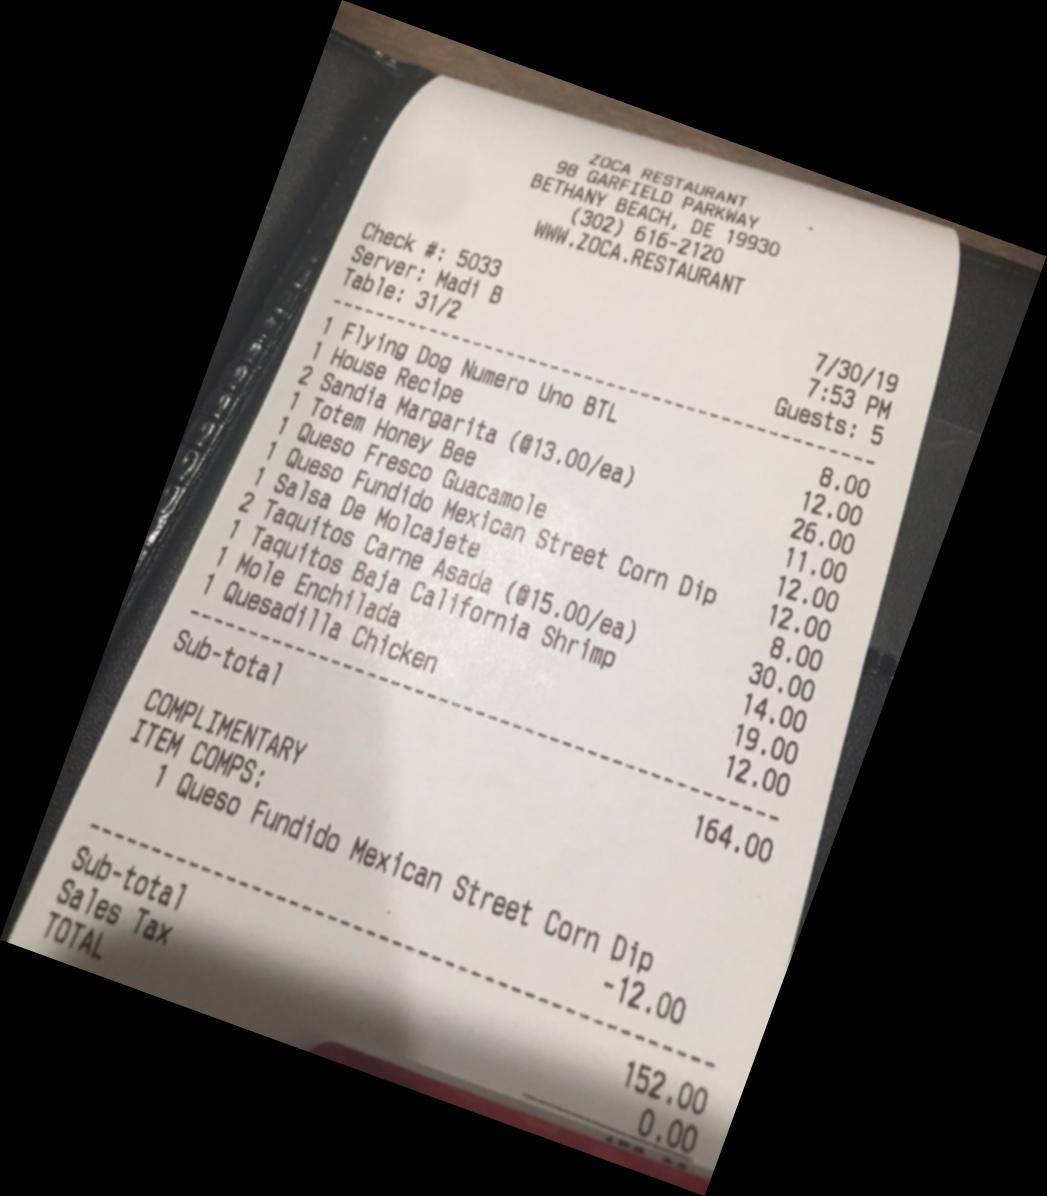 ZOCA RESTAURANT
98 GARFIELD PARKWAY
BETHANY BEACH, DE 19930
(302) 616-2120
WWW.ZOCA.RESTAURANT
Check #: 5033 7/30/19
Server: Madi B 7:53 PM
Table: 31/2 Guests: 5
1 Flying Dog Numero Uno BTL 8.00
1 House Recipe 12.00
2 Sandia Margarita (@13.00/ea) 26.00
1 Totem Honey Bee 11.00
1 Queso Fresco Guacamole 12.00
1 Queso Fundido Mexican Street Corn Dip 12.00
1 Salsa De Molcajete 8.00
2 Taquitos Carne Asada (@15.00/ea) 30.00
1 Taquitos Baja California Shrimp 14.00
1 Mole Enchilada 19.00
1 Quesadilla Chicken 12.00
Sub-total 164.00
COMPLIMENTARY
ITEM COMPS:
1 Queso Fundido Mexican Street Corn Dip
-12.00
Sub-total 152.00
Sales Tax 0.00
TOTAL